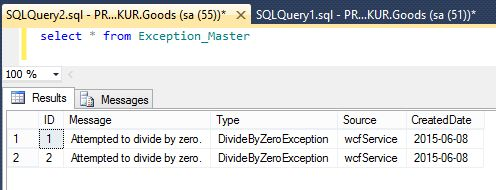 SQLQuery2.sql - PR...KUR.Goods (sa (55))* SQLQuery1.sql - PR...KUR.Goods (sa (51))*
select * from Exception_Master
100 %
Results Messages
ID Message Type Source CreatedDate
1 1 Attempted to divide by zero. DivideByZeroException wcfService 2015-06-08
2 2 Attempted to divide by zero. DivideByZeroException wcfService 2015-06-08